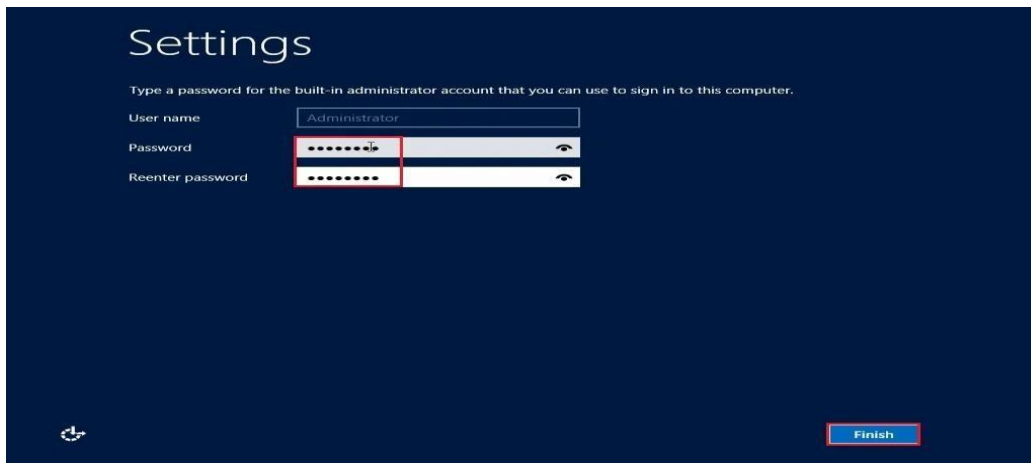 Settings
Type a password for the built-in administrator account that you can use to sign in to this computer.
User name Administrator
Password ••••••••
Reenter password ••••••••
Finish